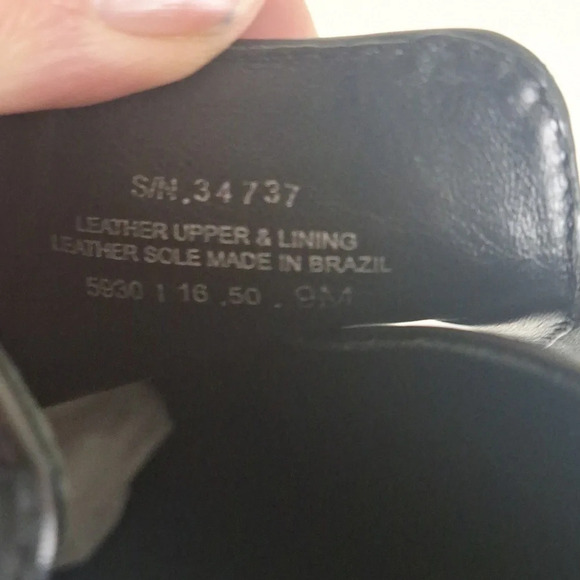 S/N.34737
LEATHER UPPER & LINING
LEATHER SOLE MADE IN BRAZIL
5930 I 16 .50 . 9M